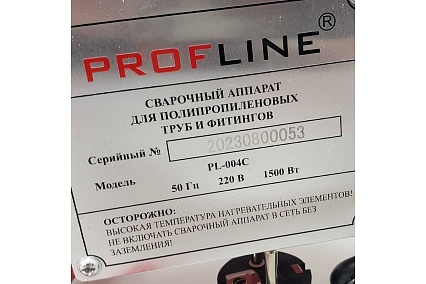 PROFLINE®
СВАРОЧНЫЙ АППАРАТ
ДЛЯ ПОЛИПРОПИЛЕНОВЫХ
ТРУБ И ФИТИНГОВ
Серийный № 20230800053
Модель PL-004C
50 Гц 220 В 1500 Вт
ОСТОРОЖНО:
ВЫСОКАЯ ТЕМПЕРАТУРА НАГРЕВАТЕЛЬНЫХ ЭЛЕМЕНТОВ!
НЕ ВКЛЮЧАТЬ СВАРОЧНЫЙ АППАРАТ В СЕТЬ БЕЗ
ЗАЗЕМЛЕНИЯ!